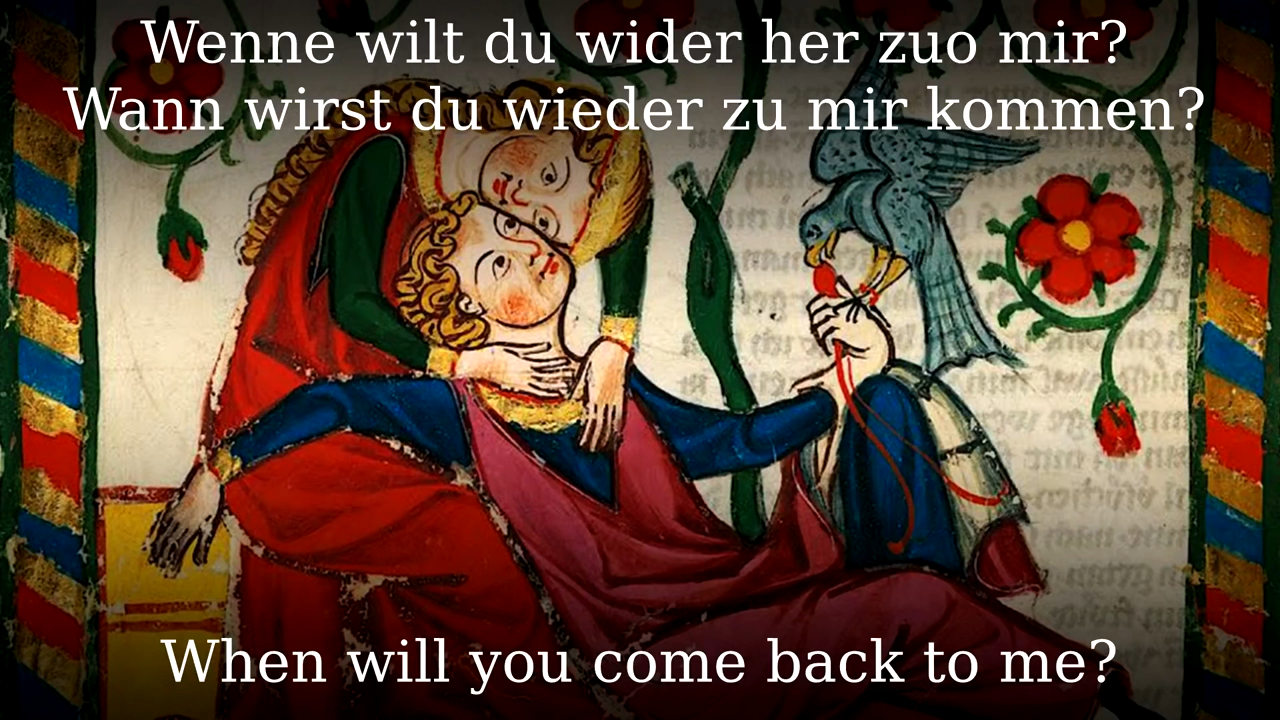 Wenne wilt du wider her zuo mir?
Wann wirst du wieder zu mir kommen?
When will you come back to me?